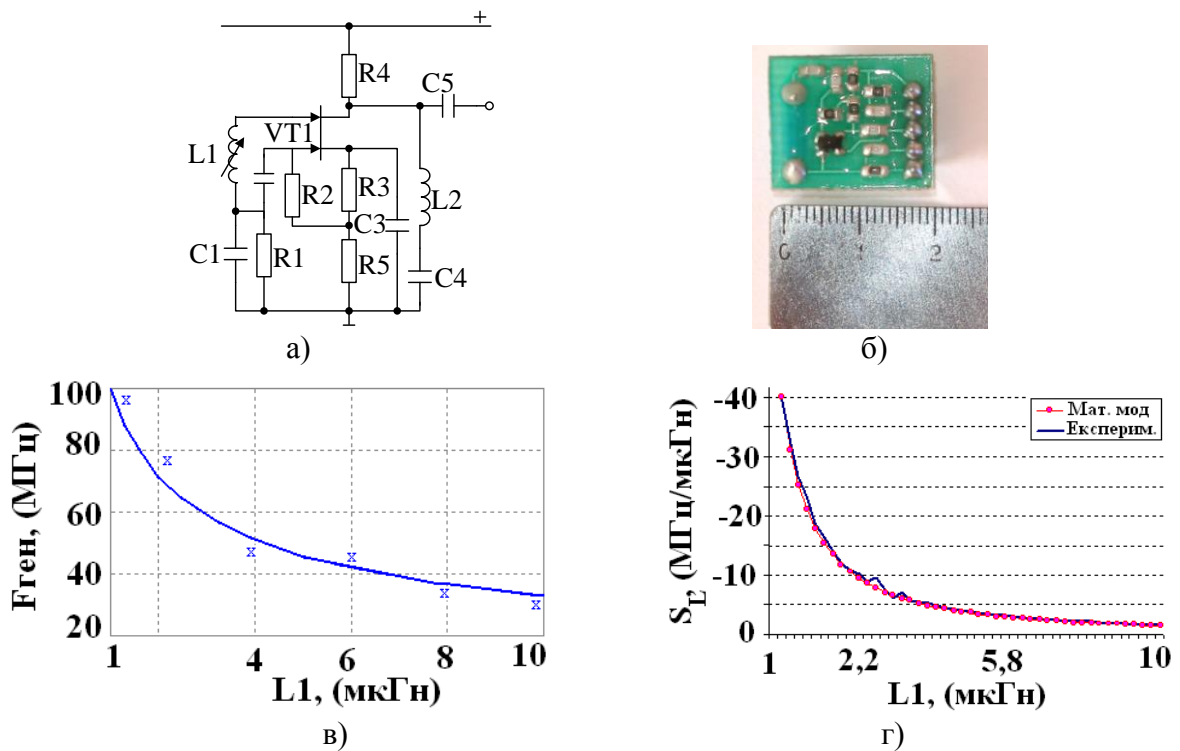 +
R4
C5
VT1
L1
R2
R3
L2
C3
C1
R1
R5
C4
а)
0 1 2
б)
Fген, (МГц)
100
80
60
40
20
1 4 6 8 10
L1, (мкГн)
в)
S_L, (МГц/мкГн)
-40
-30
-20
-10
0
Мат. мод
Експерим.
1 2,2 5,8 10
L1, (мкГн)
г)